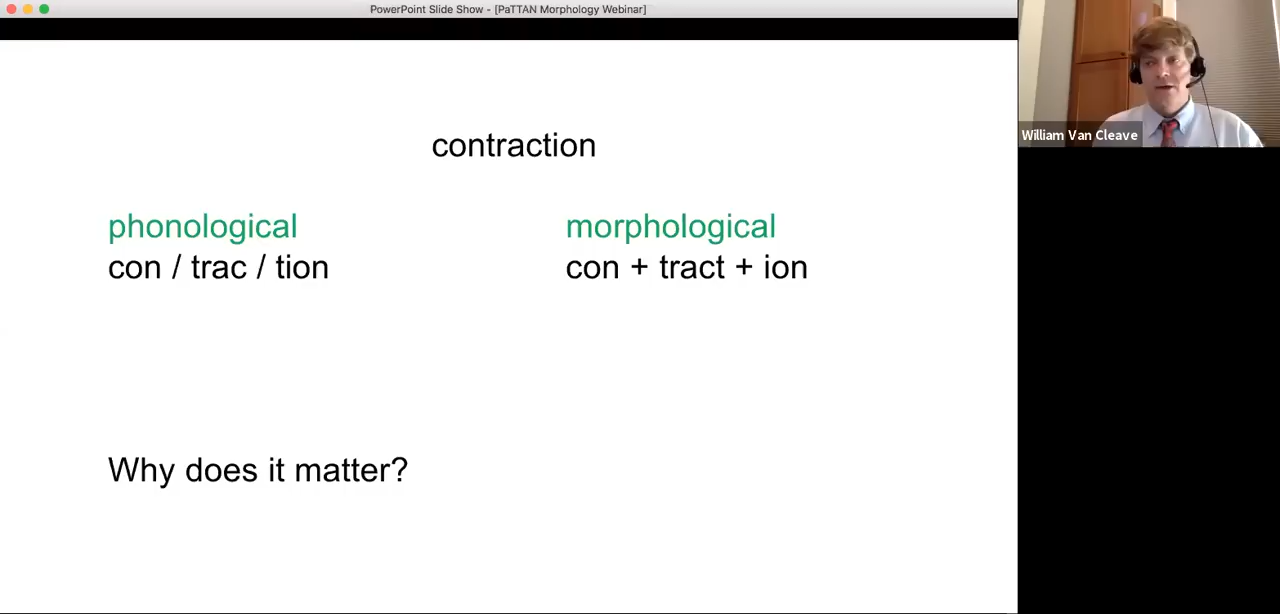 PowerPoint Slide Show - [PaTTAN Morphology Webinar]
contraction
phonological
con / trac / tion
morphological
con + tract + ion
Why does it matter?
William Van Cleave